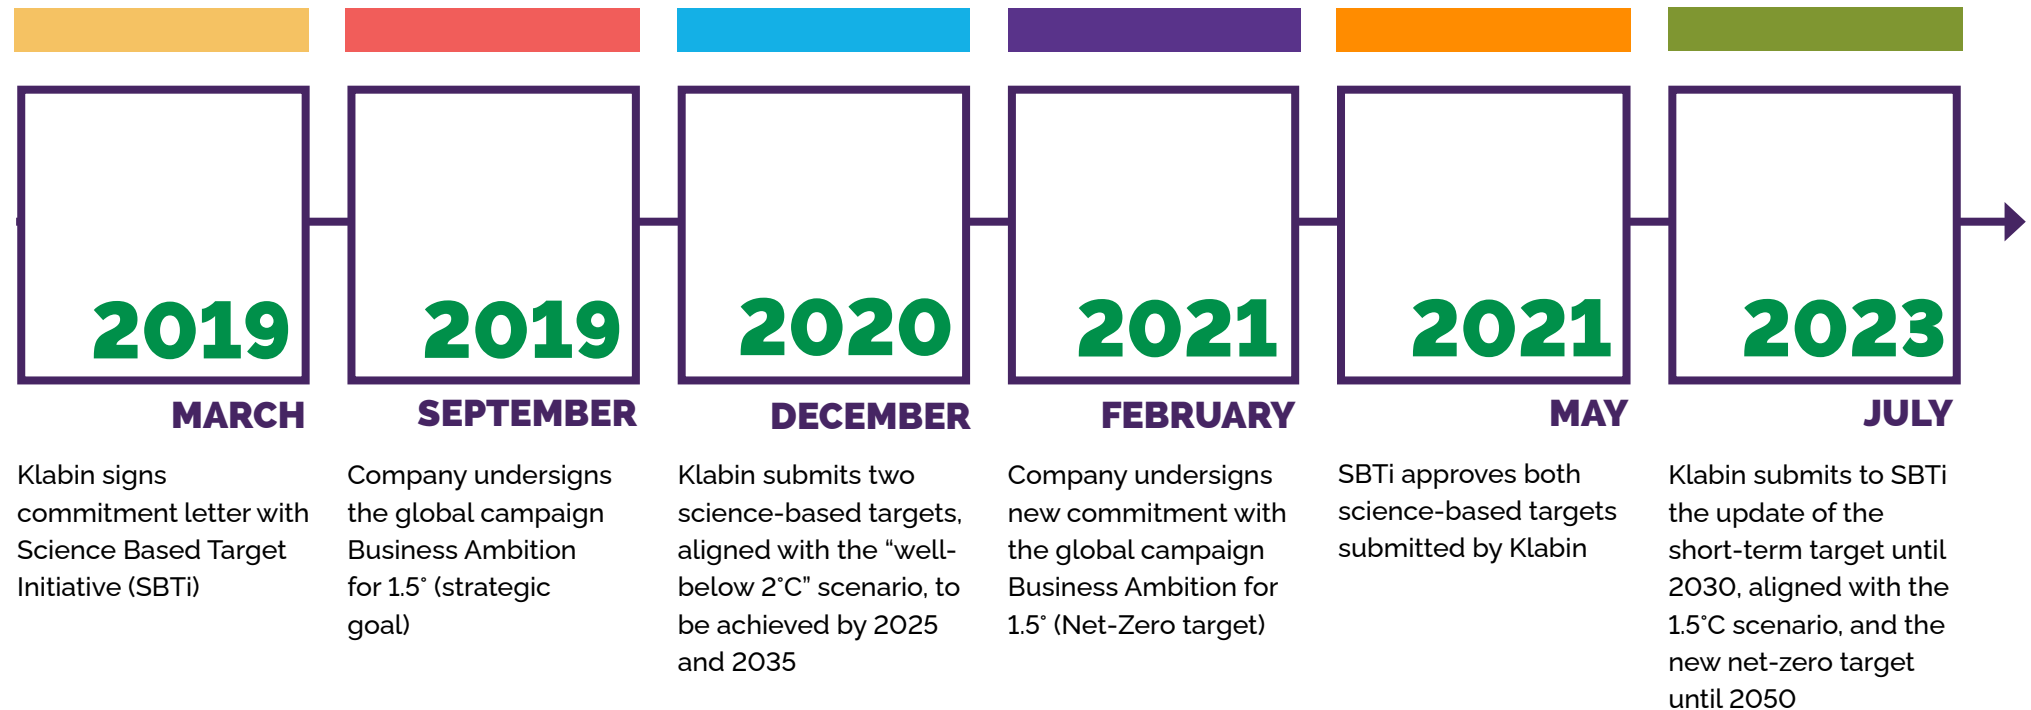 2019
MARCH
Klabin signs
commitment letter with
Science Based Target
Initiative (SBTi)
2019
SEPTEMBER
Company undersigns
the global campaign
Business Ambition
for 1.5° (strategic
goal)
2020
DECEMBER
Klabin submits two
science-based targets,
aligned with the “well-
below 2°C” scenario, to
be achieved by 2025
and 2035
2021
FEBRUARY
Company undersigns
new commitment with
the global campaign
Business Ambition for
1.5° (Net-Zero target)
2021
MAY
SBTi approves both
science-based targets
submitted by Klabin
2023
JULY
Klabin submits to SBTi
the update of the
short-term target until
2030, aligned with the
1.5°C scenario, and the
new net-zero target
until 2050